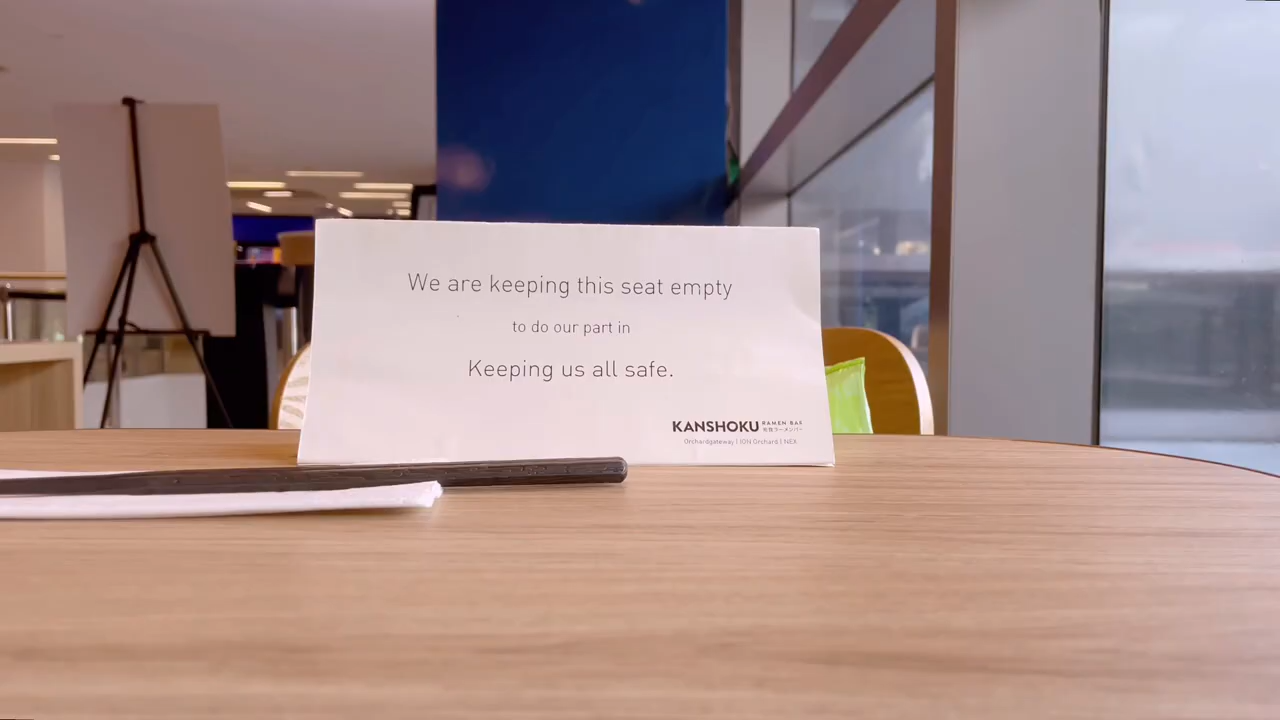 We are keeping this seat empty
to do our part in
Keeping us all safe.
KANSHOKU RAMEN BAR
Orchardgateway | ION Orchard | NEX